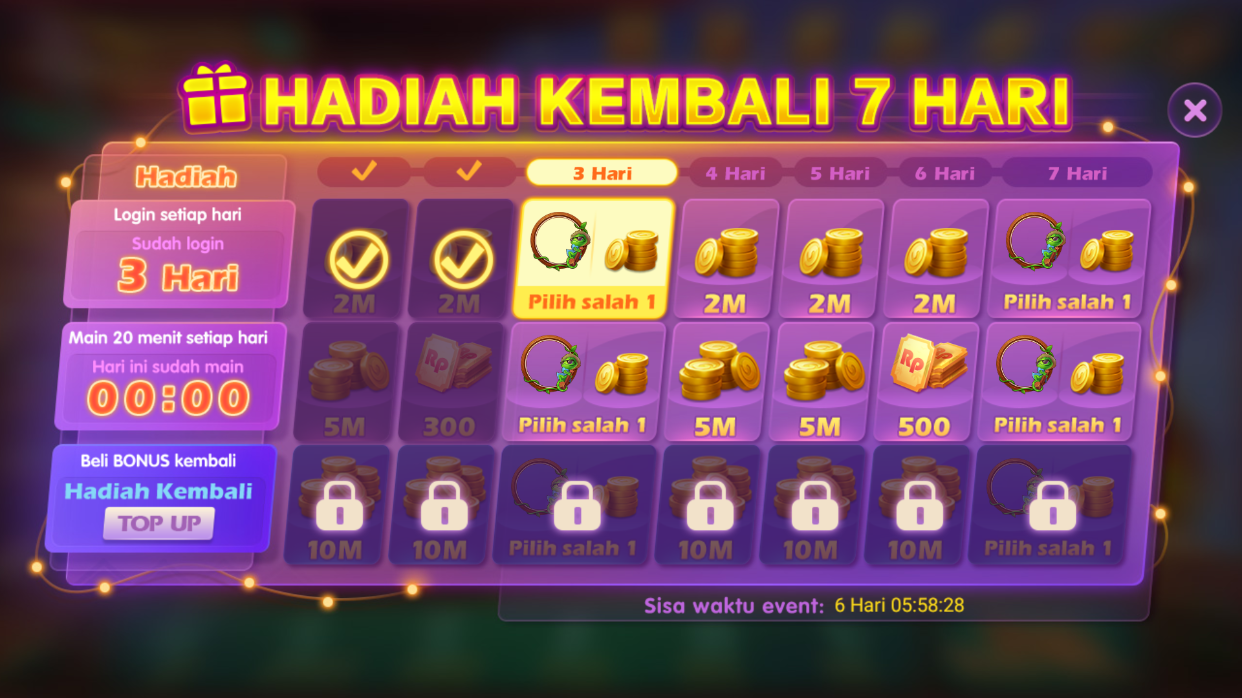 HADIAH KEMBALI 7 HARI
Hadiah
3 Hari
4 Hari
5 Hari
6 Hari
7 Hari
Login setiap hari
Sudah login
3 Hari
2M
2M
Pilih salah 1
2M
2M
2M
Pilih salah 1
Main 20 menit setiap hari
Hari ini sudah main
00:00
5M
Rp
300
Pilih salah 1
5M
5M
Rp
500
Pilih salah 1
Beli BONUS kembali
Hadiah Kembali
TOP UP
10M
10M
Pilih salah 1
10M
10M
10M
Pilih salah 1
Sisa waktu event: 6 Hari 05:58:28